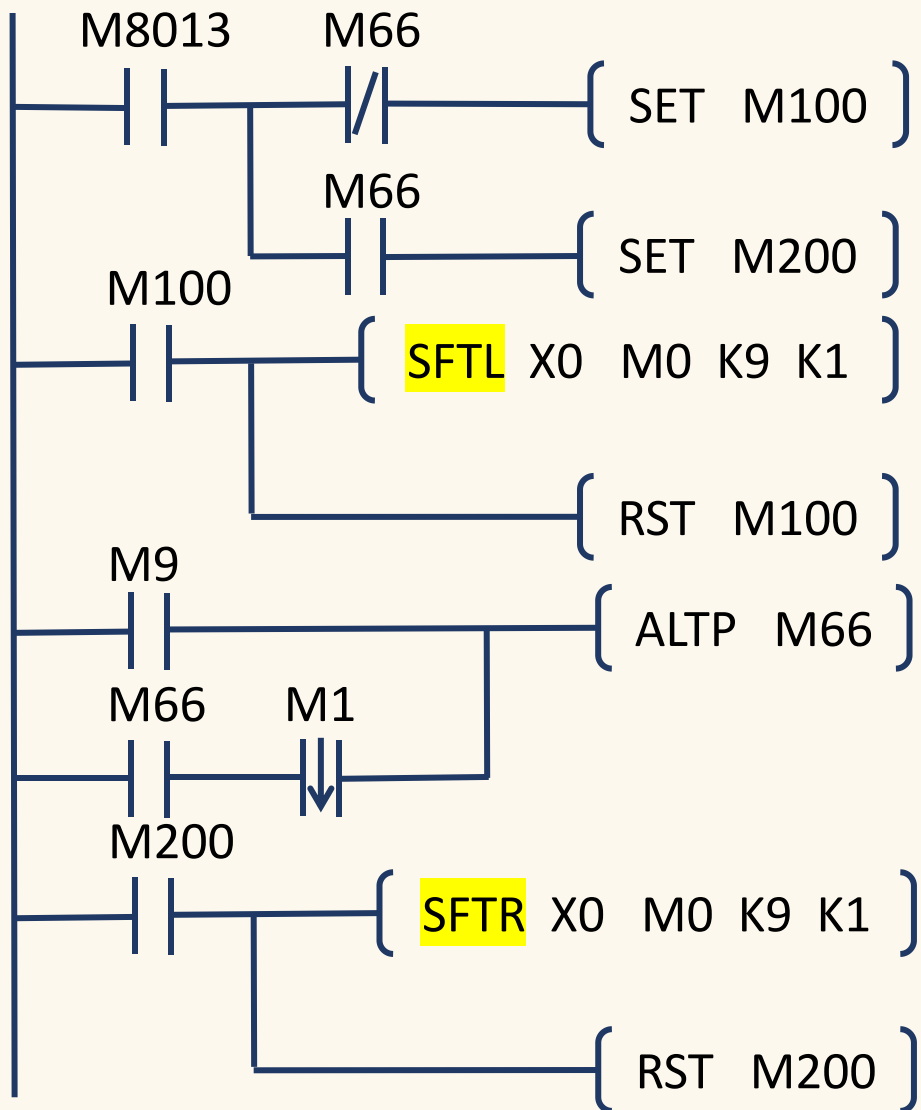 M8013 M66
SET M100
M66
SET M200
M100
SFTL X0 M0 K9 K1
RST M100
M9
ALTP M66
M66 M1
M200
SFTR X0 M0 K9 K1
RST M200